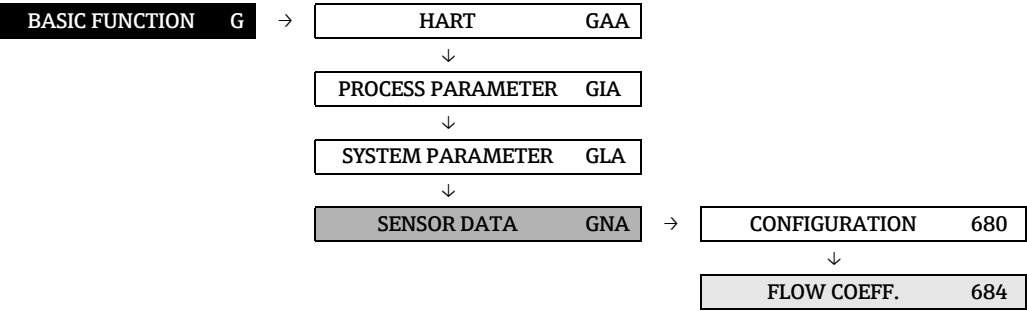 BASIC FUNCTION G → HART GAA
↓
PROCESS PARAMETER GIA
↓
SYSTEM PARAMETER GLA
↓
SENSOR DATA GNA → CONFIGURATION 680
↓
FLOW COEFF. 684